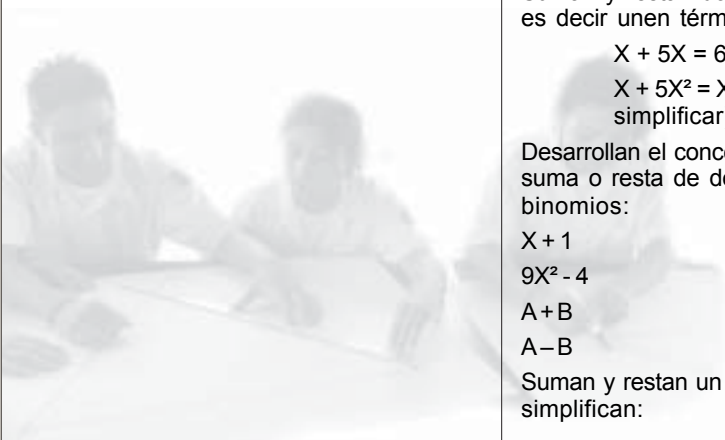 es decir unen térm
X + 5X = 6
X + 5X² = X
simplificar
Desarrollan el conce
suma o resta de d
binomios:
X + 1
9X² - 4
A + B
A – B
Suman y restan un
simplifican: